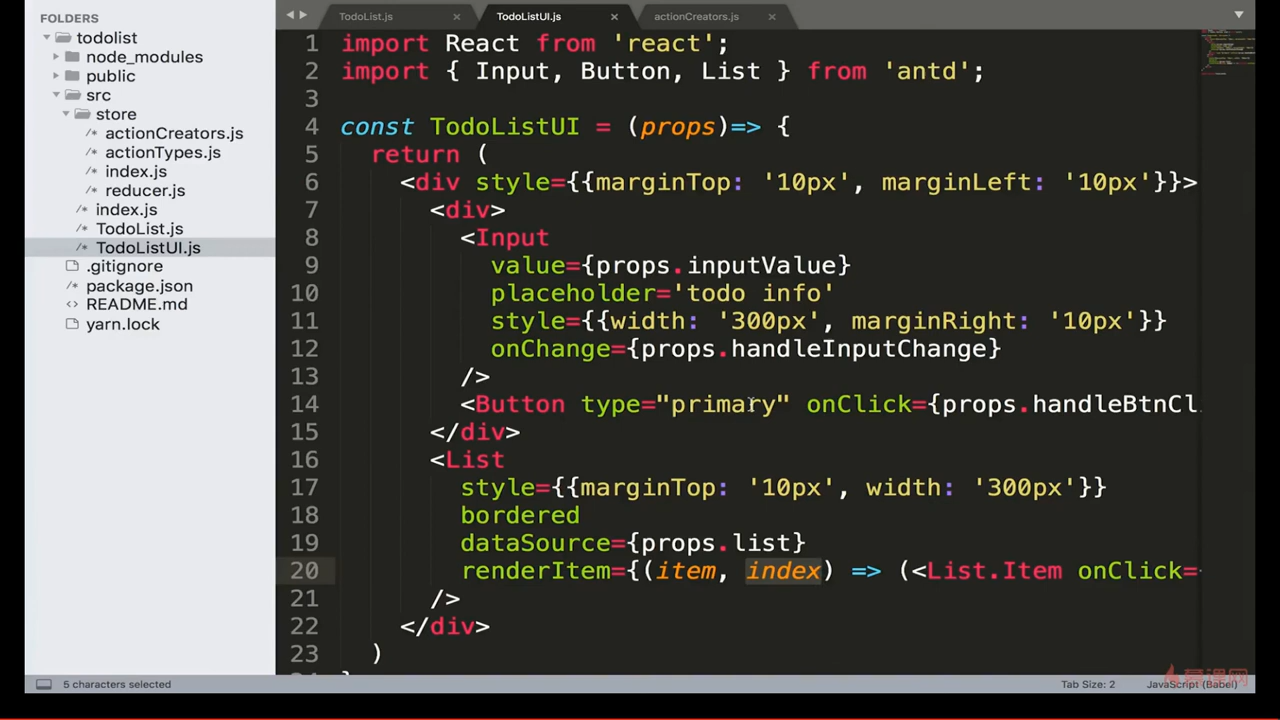 FOLDERS
todolist
node_modules
public
src
store
actionCreators.js
actionTypes.js
index.js
reducer.js
index.js
TodoList.js
TodoListUI.js
.gitignore
package.json
README.md
yarn.lock
TodoList.js × TodoListUI.js × actionCreators.js ×
1 import React from 'react';
2 import { Input, Button, List } from 'antd';
3
4 const TodoListUI = (props)=> {
5 return (
6 <div style={{marginTop: '10px', marginLeft: '10px'}}>
7 <div>
8 <Input
9 value={props.inputValue}
10 placeholder='todo info'
11 style={{width: '300px', marginRight: '10px'}}
12 onChange={props.handleInputChange}
13 />
14 <Button type="primary" onClick={props.handleBtnCl
15 </div>
16 <List
17 style={{marginTop: '10px', width: '300px'}}
18 bordered
19 dataSource={props.list}
20 renderItem={(item, index) => (<List.Item onClick=
21 />
22 </div>
23 )
5 characters selected
Tab Size: 2
JavaScript (Babel)
慕课网